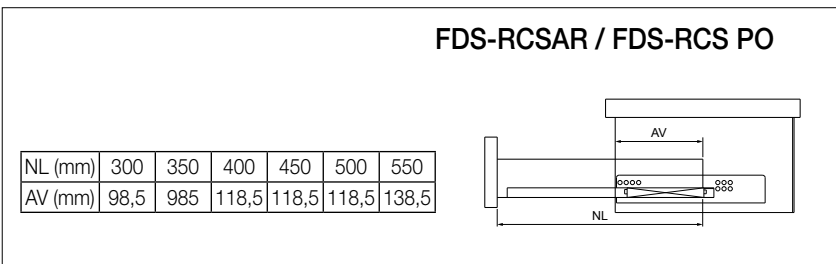 FDS-RCSAR / FDS-RCS PO
AV
NL (mm) 300 350 400 450 500 550
AV (mm) 98,5 985 118,5 118,5 118,5 138,5
NL